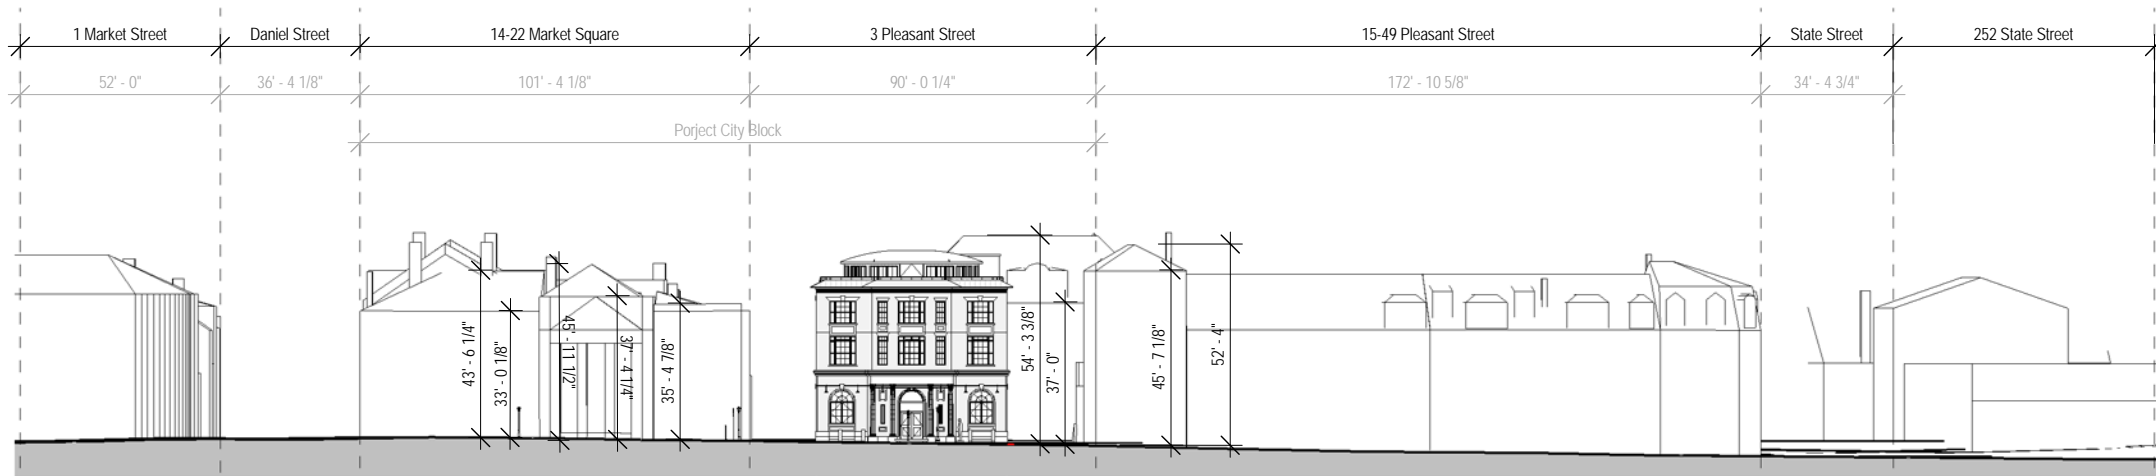 1 Market Street
Daniel Street
14-22 Market Square
3 Pleasant Street
15-49 Pleasant Street
State Street
252 State Street
52' - 0"
36' - 4 1/8"
101' - 4 1/8"
90' - 0 1/4"
172' - 10 5/8"
34' - 4 3/4"
Porject City Block
43' - 6 1/4"
33' - 0 1/8"
45' - 11 1/2"
37' - 4 1/4"
35' - 4 7/8"
54' - 3 3/8"
37' - 0"
45' - 7 1/8"
52' - 4"